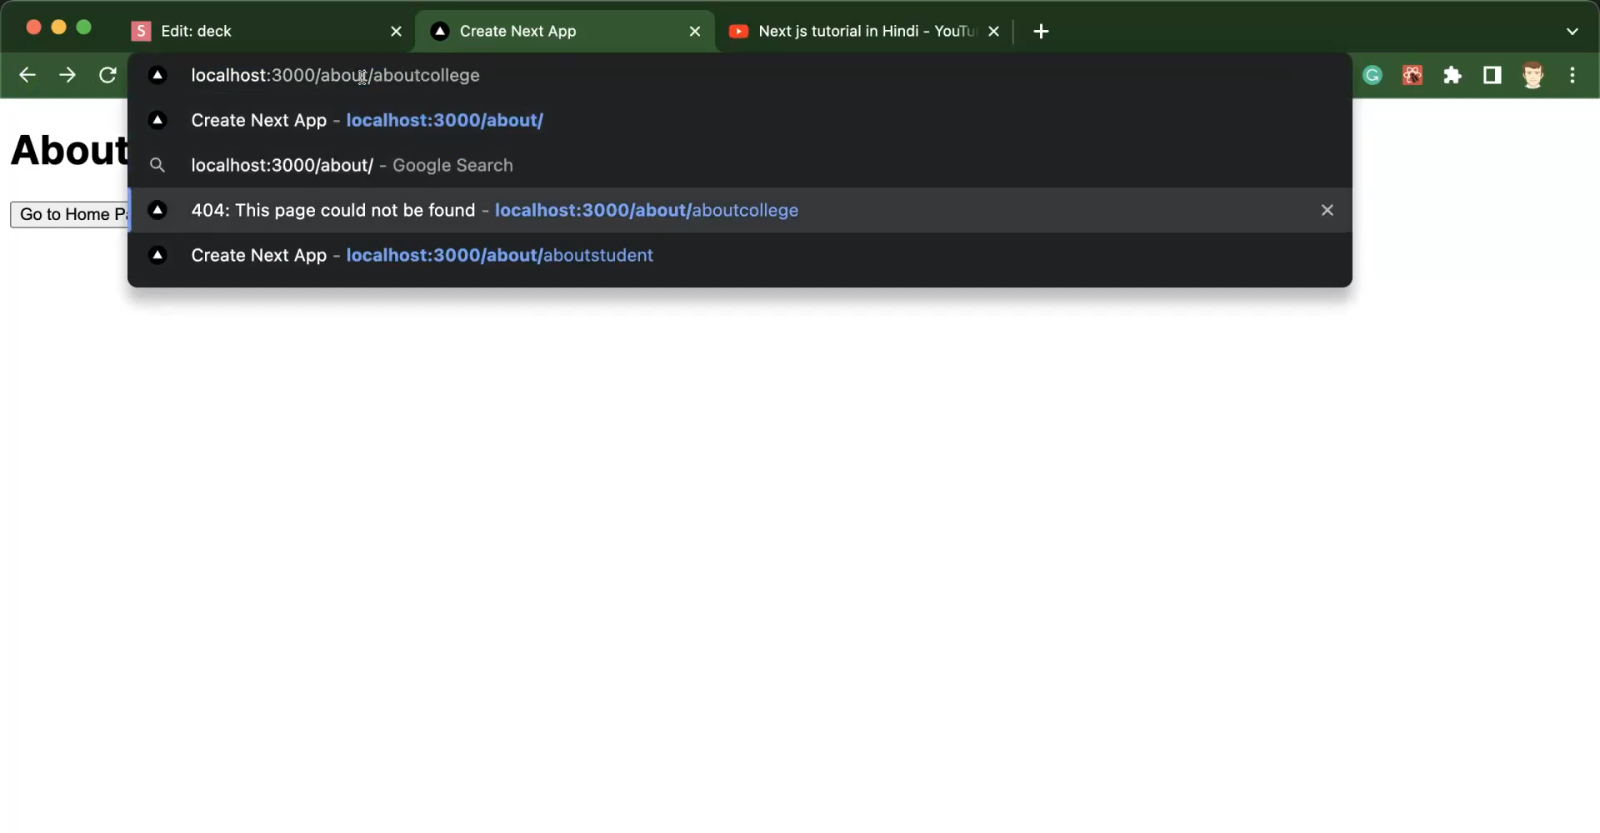 S Edit: deck
Create Next App
Next js tutorial in Hindi - YouTu
localhost:3000/about/aboutcollege
Create Next App - localhost:3000/about/
localhost:3000/about/ - Google Search
404: This page could not be found - localhost:3000/about/aboutcollege
Create Next App - localhost:3000/about/aboutstudent
About
Go to Home P